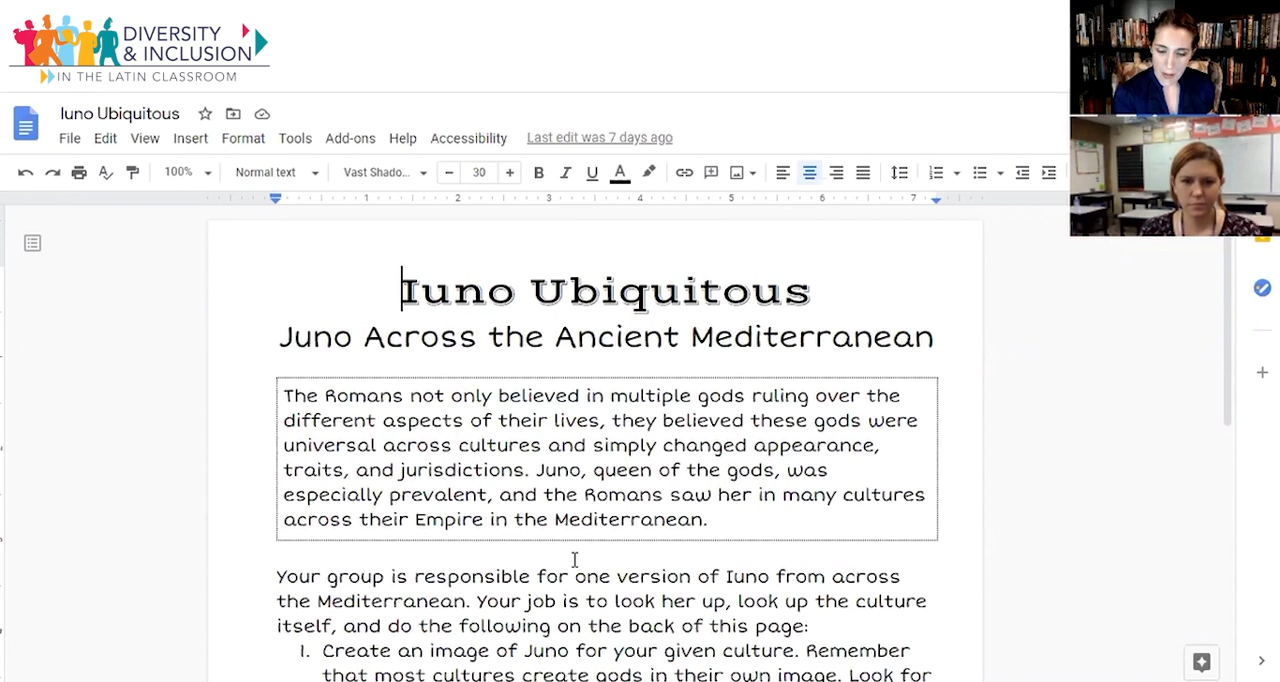 DIVERSITY
& INCLUSION
IN THE LATIN CLASSROOM
Iuno Ubiquitous
File Edit View Insert Format Tools Add-ons Help Accessibility Last edit was 7 days ago
100% Normal text Vast Shado... 30 B I U A
1 2 3 4 5 6 7
Iuno Ubiquitous
Juno Across the Ancient Mediterranean
The Romans not only believed in multiple gods ruling over the
different aspects of their lives, they believed these gods were
universal across cultures and simply changed appearance,
traits, and jurisdictions. Juno, queen of the gods, was
especially prevalent, and the Romans saw her in many cultures
across their Empire in the Mediterranean.
Your group is responsible for one version of Iuno from across
the Mediterranean. Your job is to look her up, look up the culture
itself, and do the following on the back of this page:
1. Create an image of Juno for your given culture. Remember
that most cultures create gods in their own image. Look for